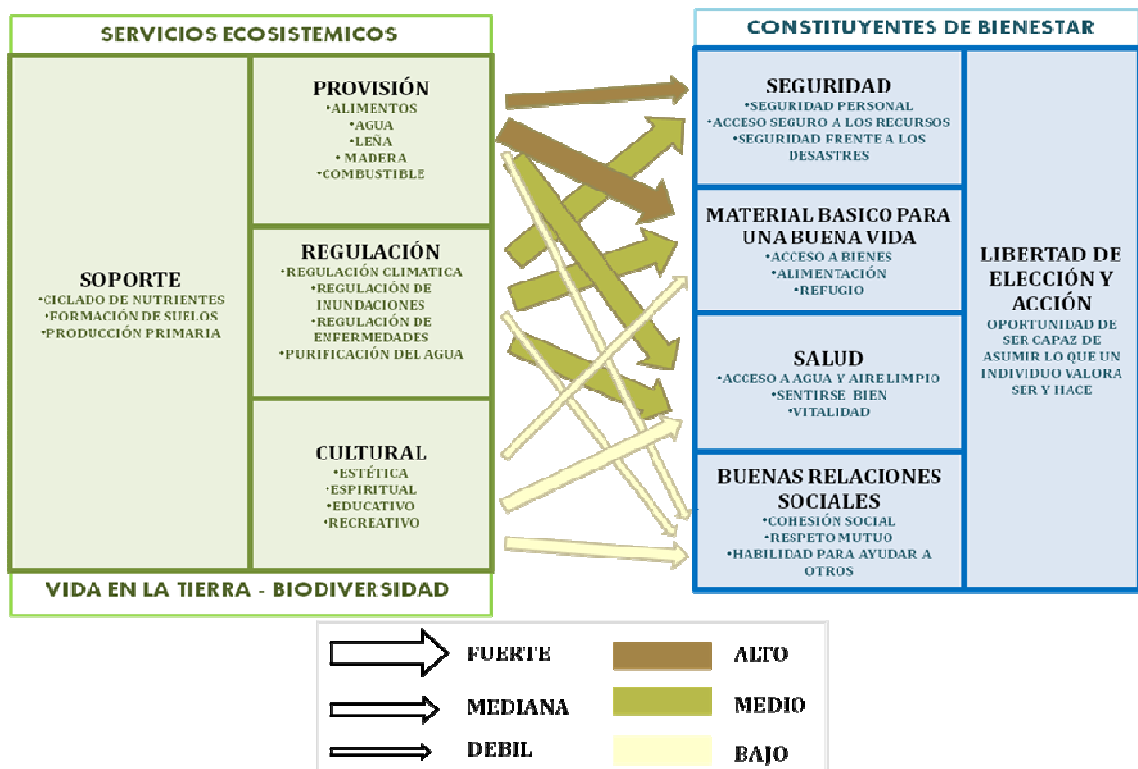 SERVICIOS ECOSISTEMICOS
SOPORTE
•CICLADO DE NUTRIENTES
•FORMACIÓN DE SUELOS
•PRODUCCIÓN PRIMARIA
PROVISIÓN
•ALIMENTOS
•AGUA
•LEÑA
•MADERA
•COMBUSTIBLE
REGULACIÓN
•REGULACIÓN CLIMATICA
•REGULACIÓN DE
INUNDACIONES
•REGULACIÓN DE
ENFERMEDADES
•PURIFICACIÓN DEL AGUA
CULTURAL
•ESTÉTICA
•ESPIRITUAL
•EDUCATIVO
•RECREATIVO
VIDA EN LA TIERRA - BIODIVERSIDAD
CONSTITUYENTES DE BIENESTAR
SEGURIDAD
•SEGURIDAD PERSONAL
•ACCESO SEGURO A LOS RECURSOS
•SEGURIDAD FRENTE A LOS
DESASTRES
MATERIAL BASICO PARA
UNA BUENA VIDA
•ACCESO A BIENES
•ALIMENTACIÓN
•REFUGIO
SALUD
•ACCESO A AGUA Y AIRE LIMPIO
•SENTIRSE BIEN
•VITALIDAD
BUENAS RELACIONES
SOCIALES
•COHESIÓN SOCIAL
•RESPETO MUTUO
•HABILIDAD PARA AYUDAR A
OTROS
LIBERTAD DE
ELECCIÓN Y
ACCIÓN
OPORTUNIDAD DE
SER CAPAZ DE
ASUMIR LO QUE UN
INDIVIDUO VALORA
SER Y HACE
FUERTE
MEDIANA
DEBIL
ALTO
MEDIO
BAJO